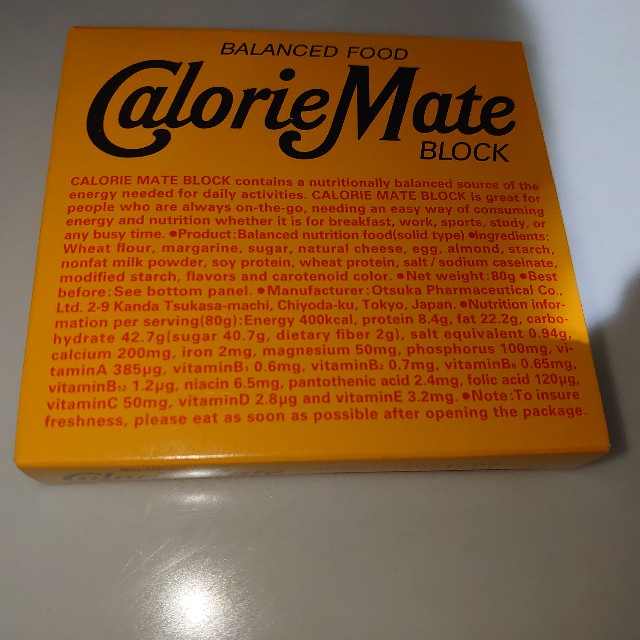 BALANCED FOOD
CalorieMate
BLOCK
CALORIE MATE BLOCK contains a nutritionally balanced source of the
energy needed for daily activities. CALORIE MATE BLOCK is great for
people who are always on-the-go, needing an easy way of consuming
energy and nutrition whether it is for breakfast, work, sports, study, or
any busy time. ●Product:Balanced nutrition food(solid type) ●Ingredients:
Wheat flour, margarine, sugar, natural cheese, egg, almond, starch,
nonfat milk powder, soy protein, wheat protein, salt / sodium caseinate,
modified starch, flavors and carotenoid color. ●Net weight:80g ●Best
before:See bottom panel. ●Manufacturer:Otsuka Pharmaceutical Co.,
Ltd. 2-9 Kanda Tsukasa-machi, Chiyoda-ku, Tokyo, Japan. ●Nutrition infor-
mation per serving(80g):Energy 400kcal, protein 8.4g, fat 22.2g, carbo-
hydrate 42.7g(sugar 40.7g, dietary fiber 2g), salt equivalent 0.94g,
calcium 200mg, iron 2mg, magnesium 50mg, phosphorus 100mg, vi-
taminA 385μg, vitaminB₁ 0.6mg, vitaminB₂ 0.7mg, vitaminB₆ 0.65mg,
vitaminB₁₂ 1.2μg, niacin 6.5mg, pantothenic acid 2.4mg, folic acid 120μg,
vitaminC 50mg, vitaminD 2.8μg and vitaminE 3.2mg. ●Note:To insure
freshness, please eat as soon as possible after opening the package.
CalorieMate